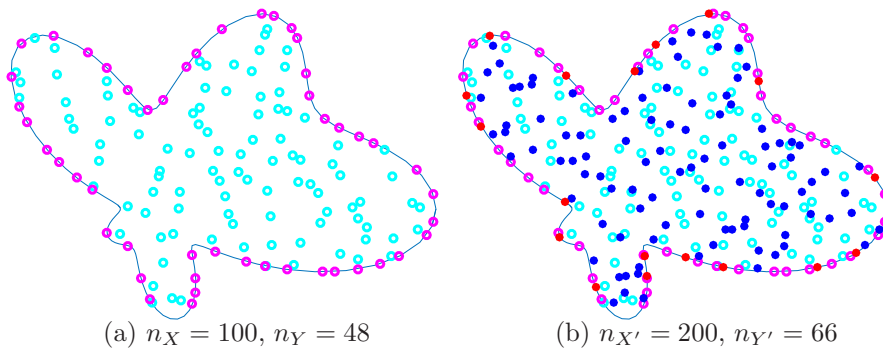 (a) n_X = 100, n_Y = 48
(b) n_{X'} = 200, n_{Y'} = 66